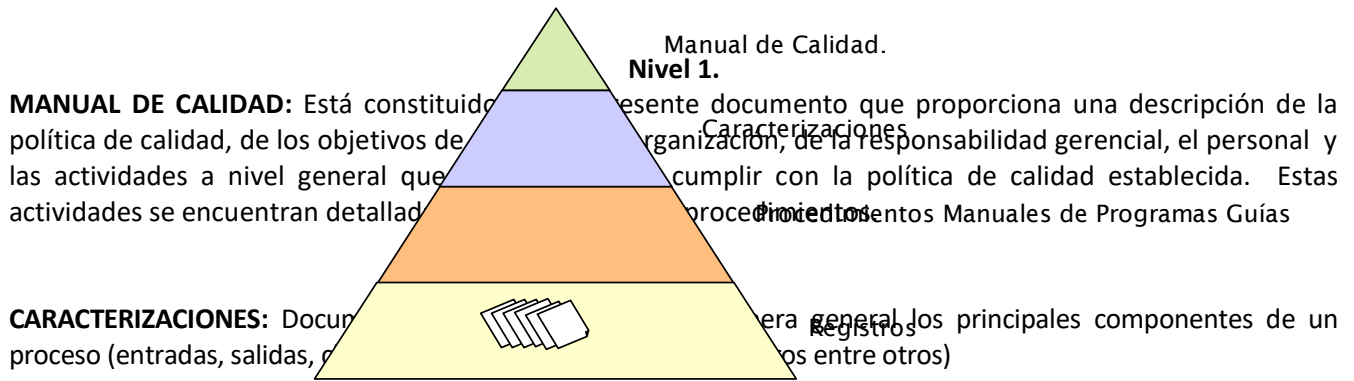 Manual de Calidad.
Nivel 1.
MANUAL DE CALIDAD: Está constituido esente documento que proporciona una descripción de la
política de calidad, de los objetivos de rganización, de la responsabilidad gerencial, el personal y
Caracterizaciones
las actividades a nivel general que cumplir con la política de calidad establecida. Estas
actividades se encuentran detallad procedimientos.
Procedimientos Manuales de Programas Guías
CARACTERIZACIONES: Docum era general los principales componentes de un
Registros
proceso (entradas, salidas, os entre otros)